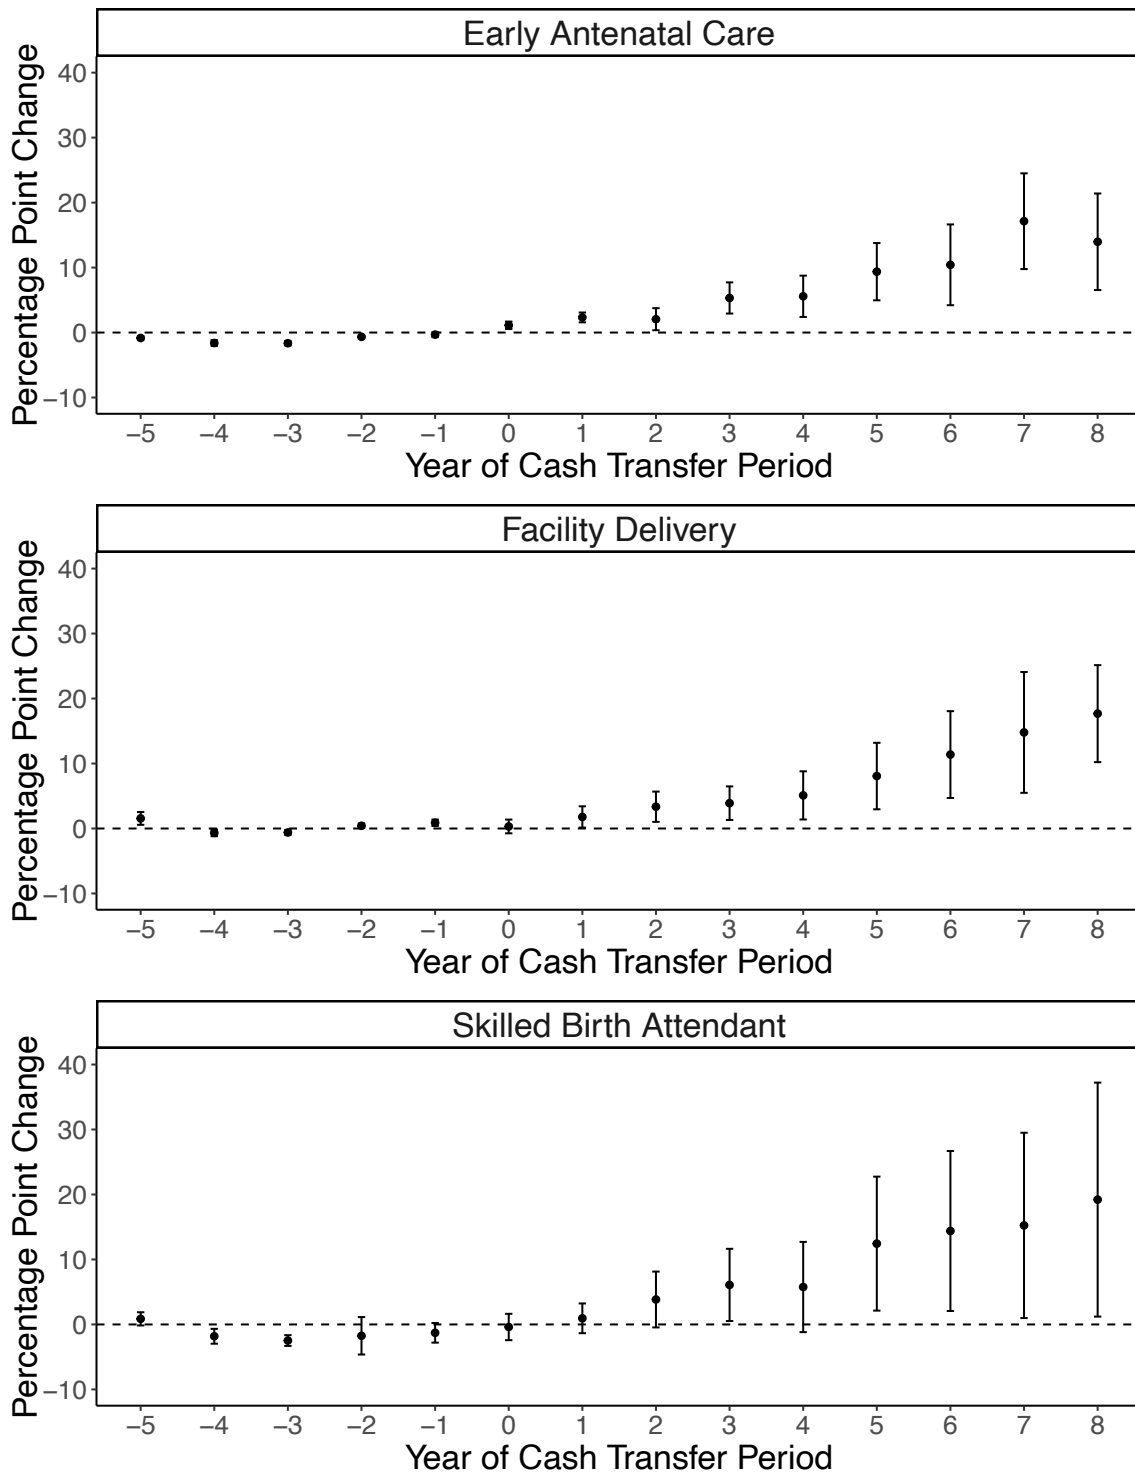 Early Antenatal Care
Percentage Point Change
40
30
20
10
0
−10
−5 −4 −3 −2 −1 0 1 2 3 4 5 6 7 8
Year of Cash Transfer Period
Facility Delivery
Percentage Point Change
40
30
20
10
0
−10
−5 −4 −3 −2 −1 0 1 2 3 4 5 6 7 8
Year of Cash Transfer Period
Skilled Birth Attendant
Percentage Point Change
40
30
20
10
0
−10
−5 −4 −3 −2 −1 0 1 2 3 4 5 6 7 8
Year of Cash Transfer Period